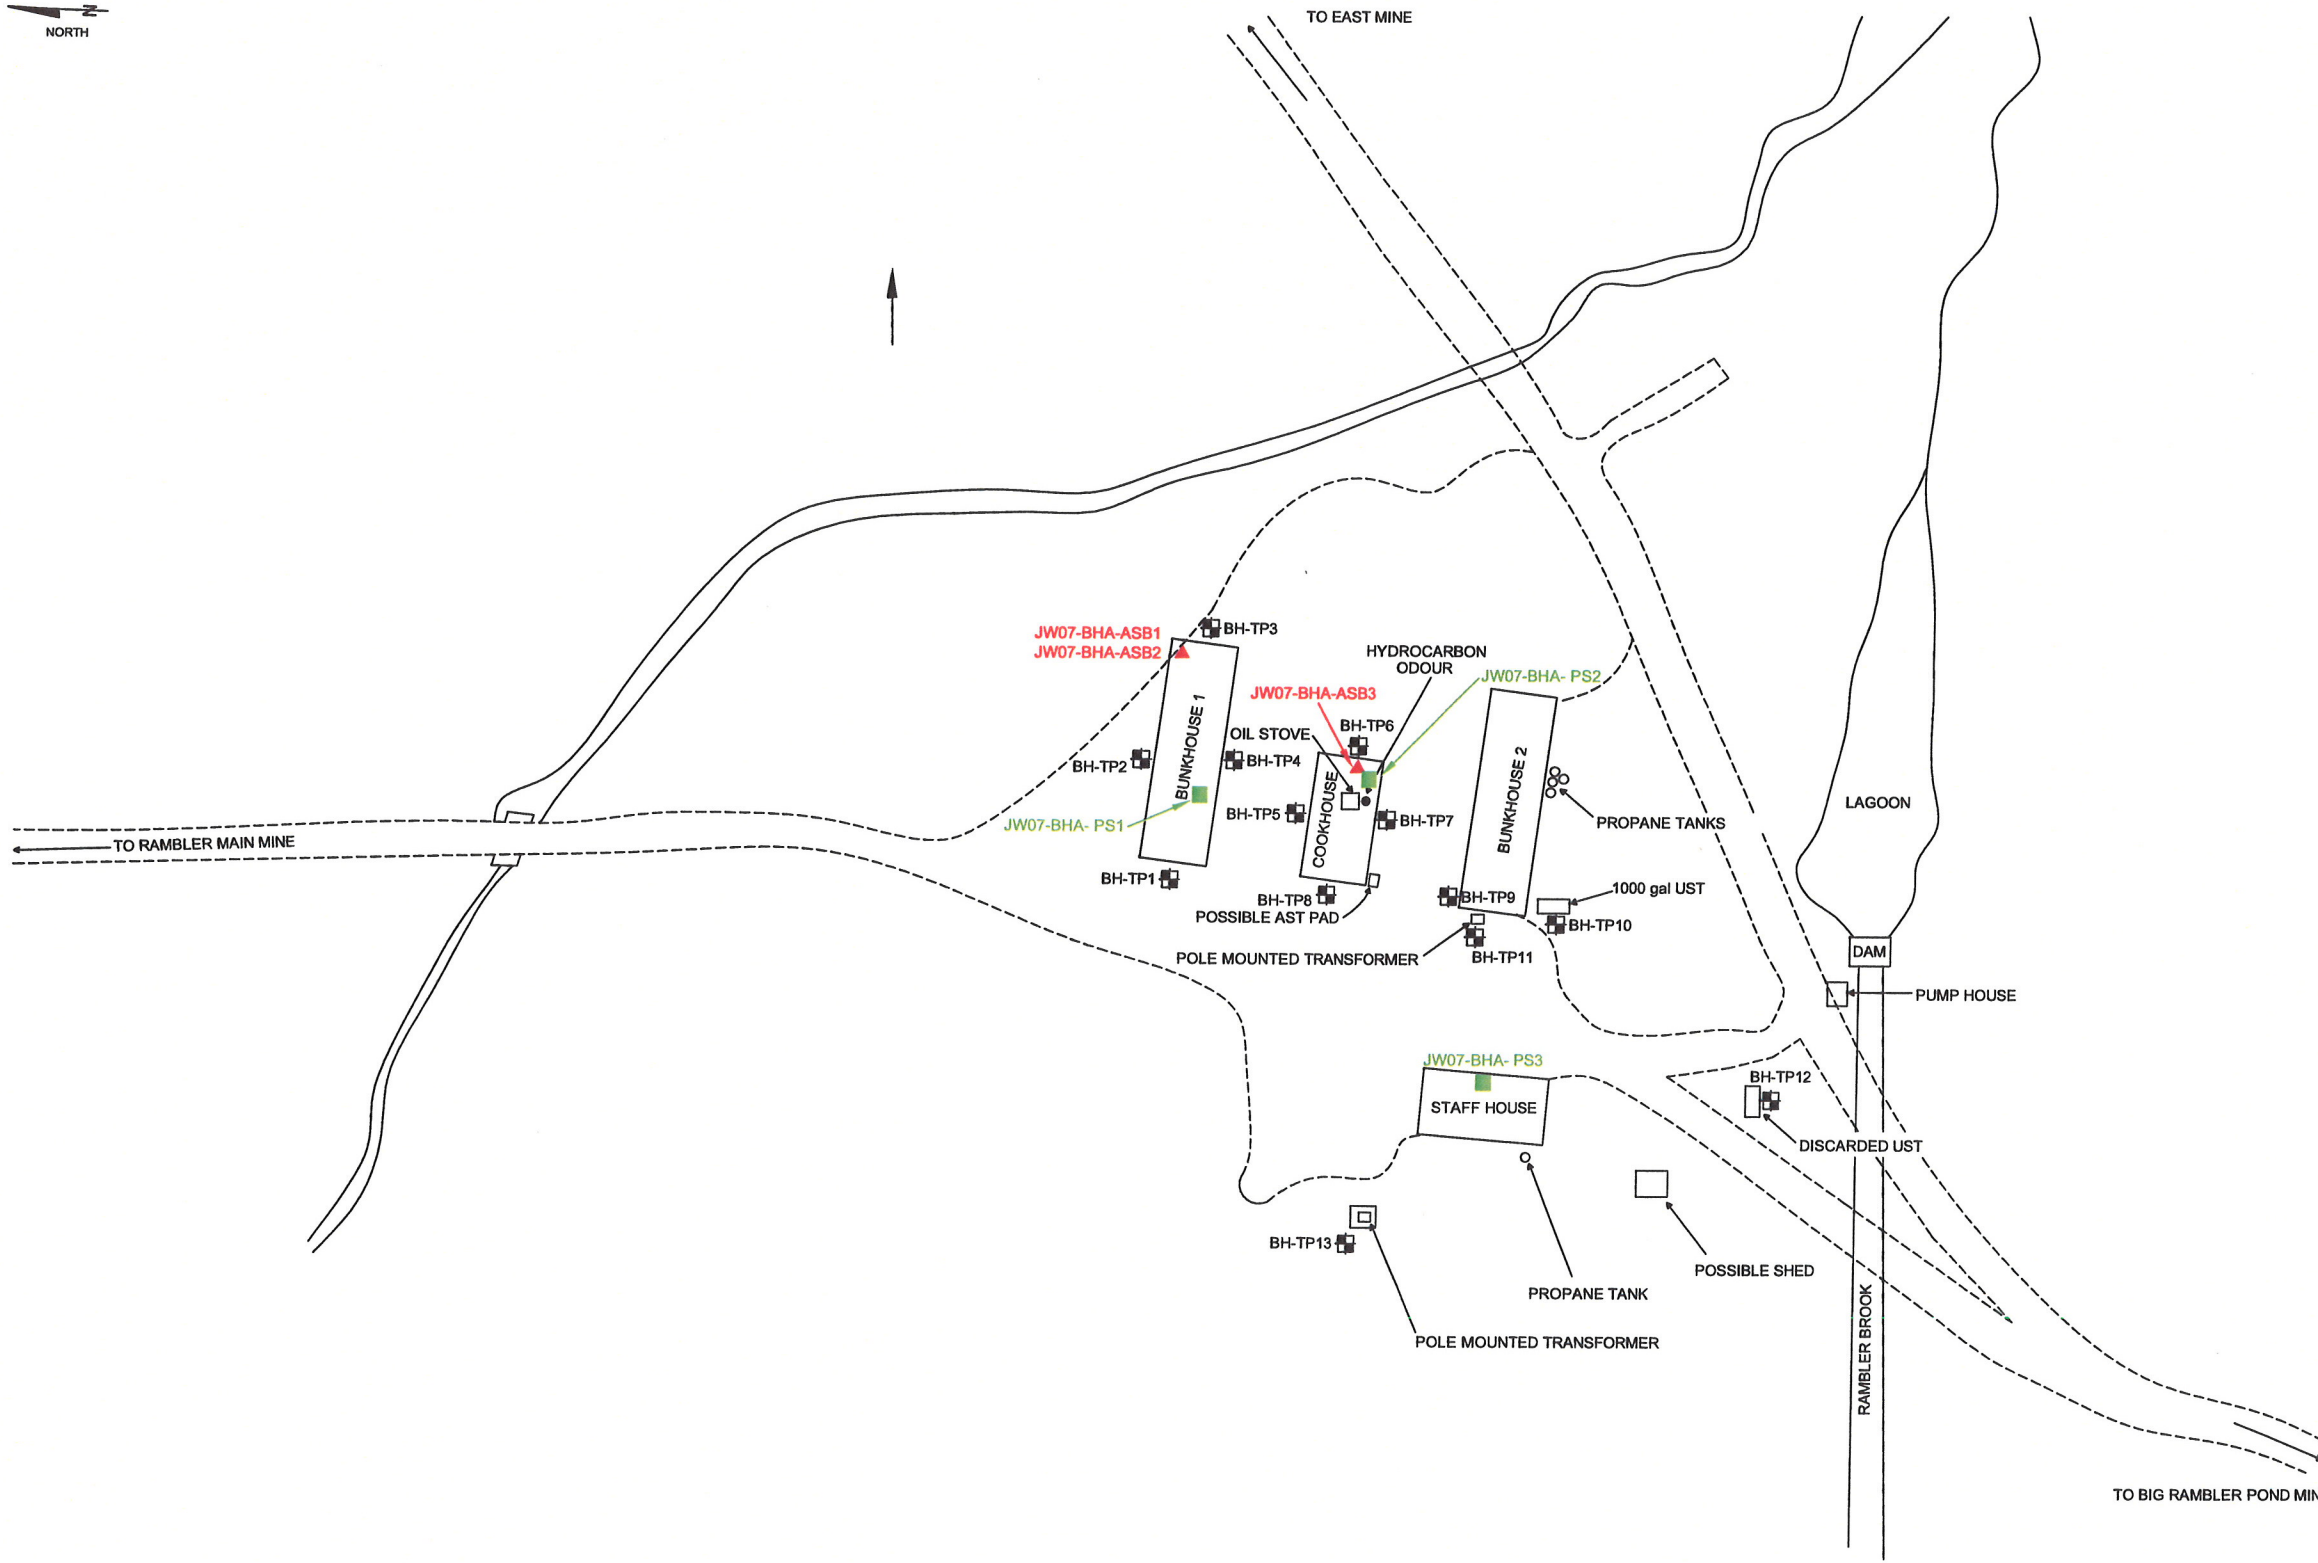 TO EAST MINE
N
NORTH
JW07-BHA-ASB1
BH-TP3
JW07-BHA-ASB2
HYDROCARBON
ODOUR
JW07-BHA- PS2
JW07-BHA-ASB3
BH-TP6
OIL STOVE
BUNKHOUSE 1
BH-TP2
BH-TP4
BUNKHOUSE 2
COOKHOUSE
LAGOON
BH-TP5
BH-TP7
PROPANE TANKS
JW07-BHA- PS1
TO RAMBLER MAIN MINE
BH-TP1
1000 gal UST
BH-TP8
BH-TP9
POSSIBLE AST PAD
BH-TP10
DAM
POLE MOUNTED TRANSFORMER
BH-TP11
PUMP HOUSE
JW07-BHA- PS3
BH-TP12
STAFF HOUSE
DISCARDED UST
BH-TP13
POSSIBLE SHED
PROPANE TANK
RAMBLER BROOK
POLE MOUNTED TRANSFORMER
TO BIG RAMBLER POND MIN